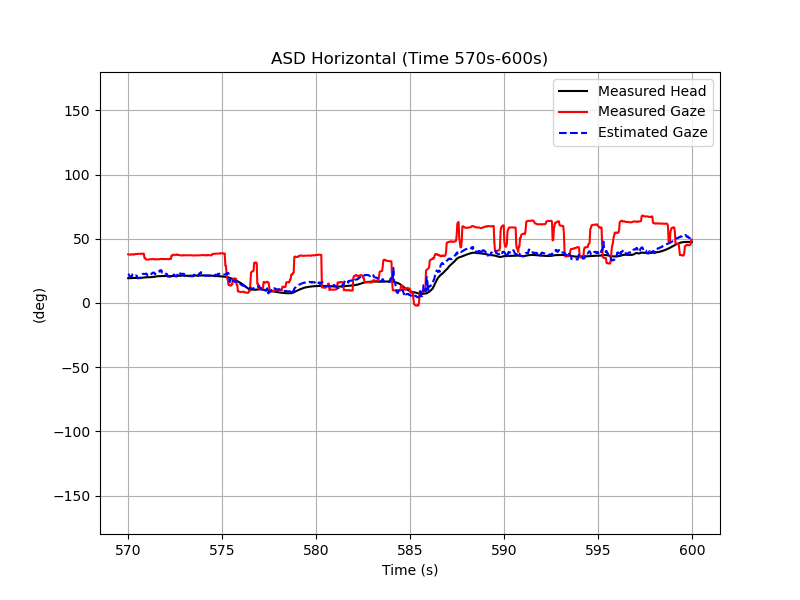 ASD Horizontal (Time 570s-600s)
Measured Head
Measured Gaze
Estimated Gaze
150
100
50
0
−50
−100
−150
(deg)
570 575 580 585 590 595 600
Time (s)